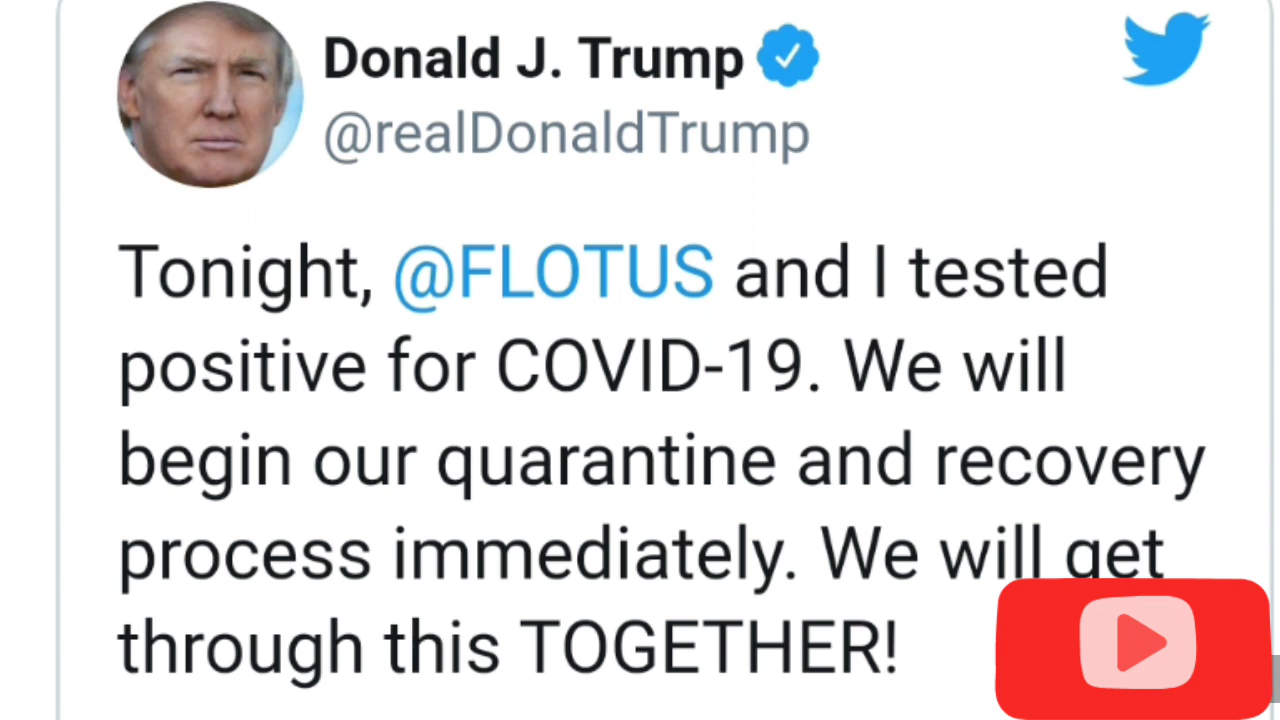 Donald J. Trump
@realDonaldTrump
Tonight, @FLOTUS and I tested
positive for COVID-19. We will
begin our quarantine and recovery
process immediately. We will get
through this TOGETHER!